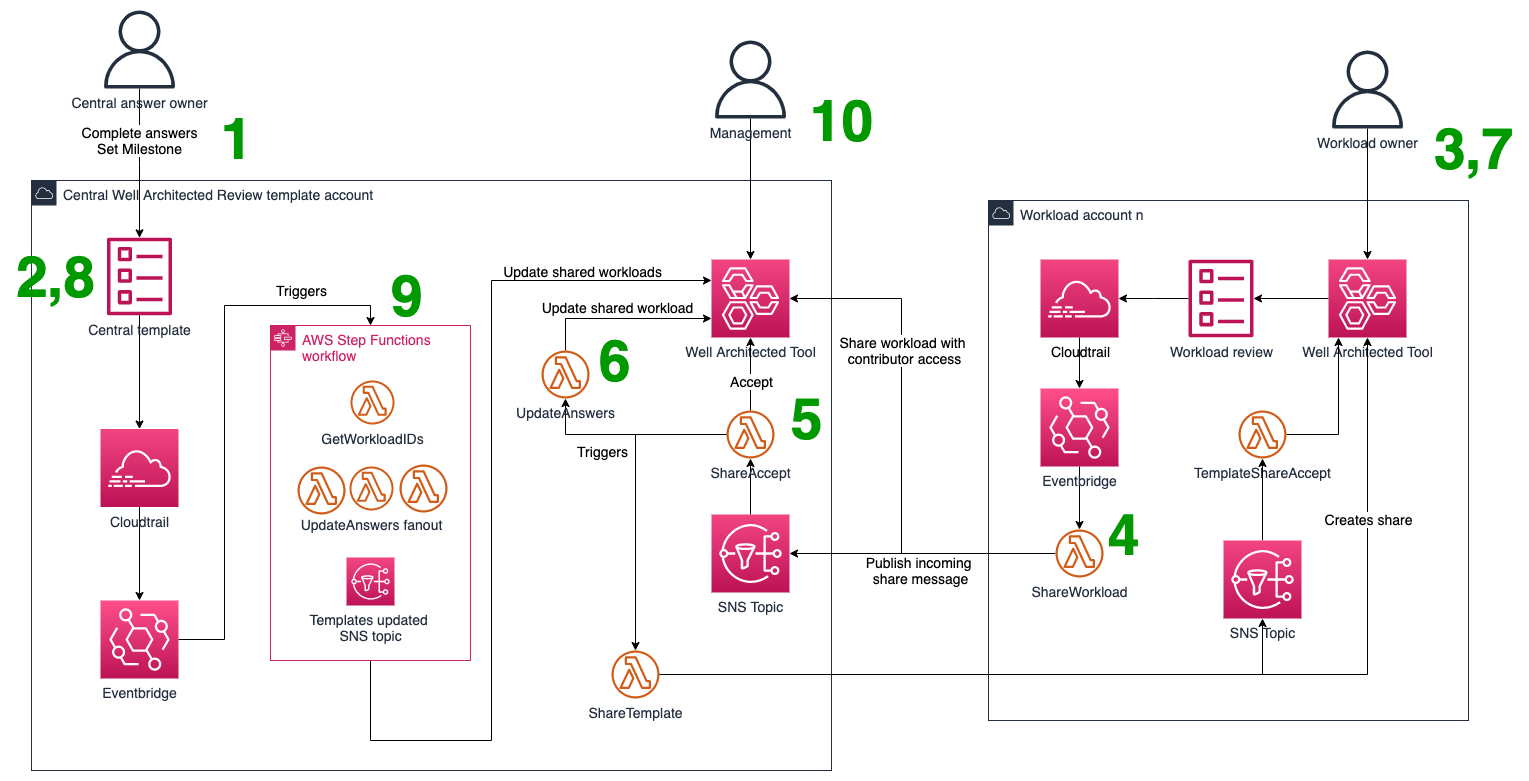 Central answer owner
Complete answers
Set Milestone
1
Management
10
Workload owner
3,7
Central Well Architected Review template account
Workload account n
2,8
Central template
Triggers
9
AWS Step Functions
workflow
GetWorkloadIDs
UpdateAnswers fanout
Templates updated
SNS topic
Cloudtrail
Eventbridge
Update shared workloads
Update shared workload
Well Architected Tool
6
UpdateAnswers
Accept
5
ShareAccept
Triggers
SNS Topic
ShareTemplate
Share workload with
contributor access
Publish incoming
share message
Cloudtrail
Workload review
Well Architected Tool
Eventbridge
4
ShareWorkload
TemplateShareAccept
Creates share
SNS Topic